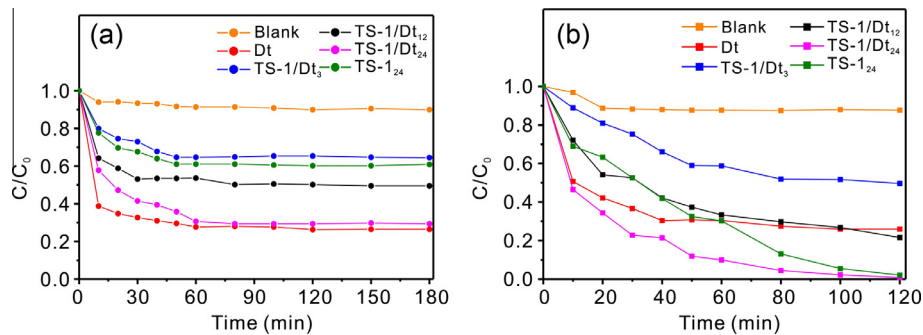 (a)
Blank
Dt
TS-1/Dt₃
TS-1/Dt₁₂
TS-1/Dt₂₄
TS-1₂₄
C/C₀
1.0
0.8
0.6
0.4
0.2
0.0
0 30 60 90 120 150 180
Time (min)
(b)
Blank
Dt
TS-1/Dt₃
TS-1/Dt₁₂
TS-1/Dt₂₄
TS-1₂₄
C/C₀
1.0
0.8
0.6
0.4
0.2
0.0
0 20 40 60 80 100 120
Time (min)